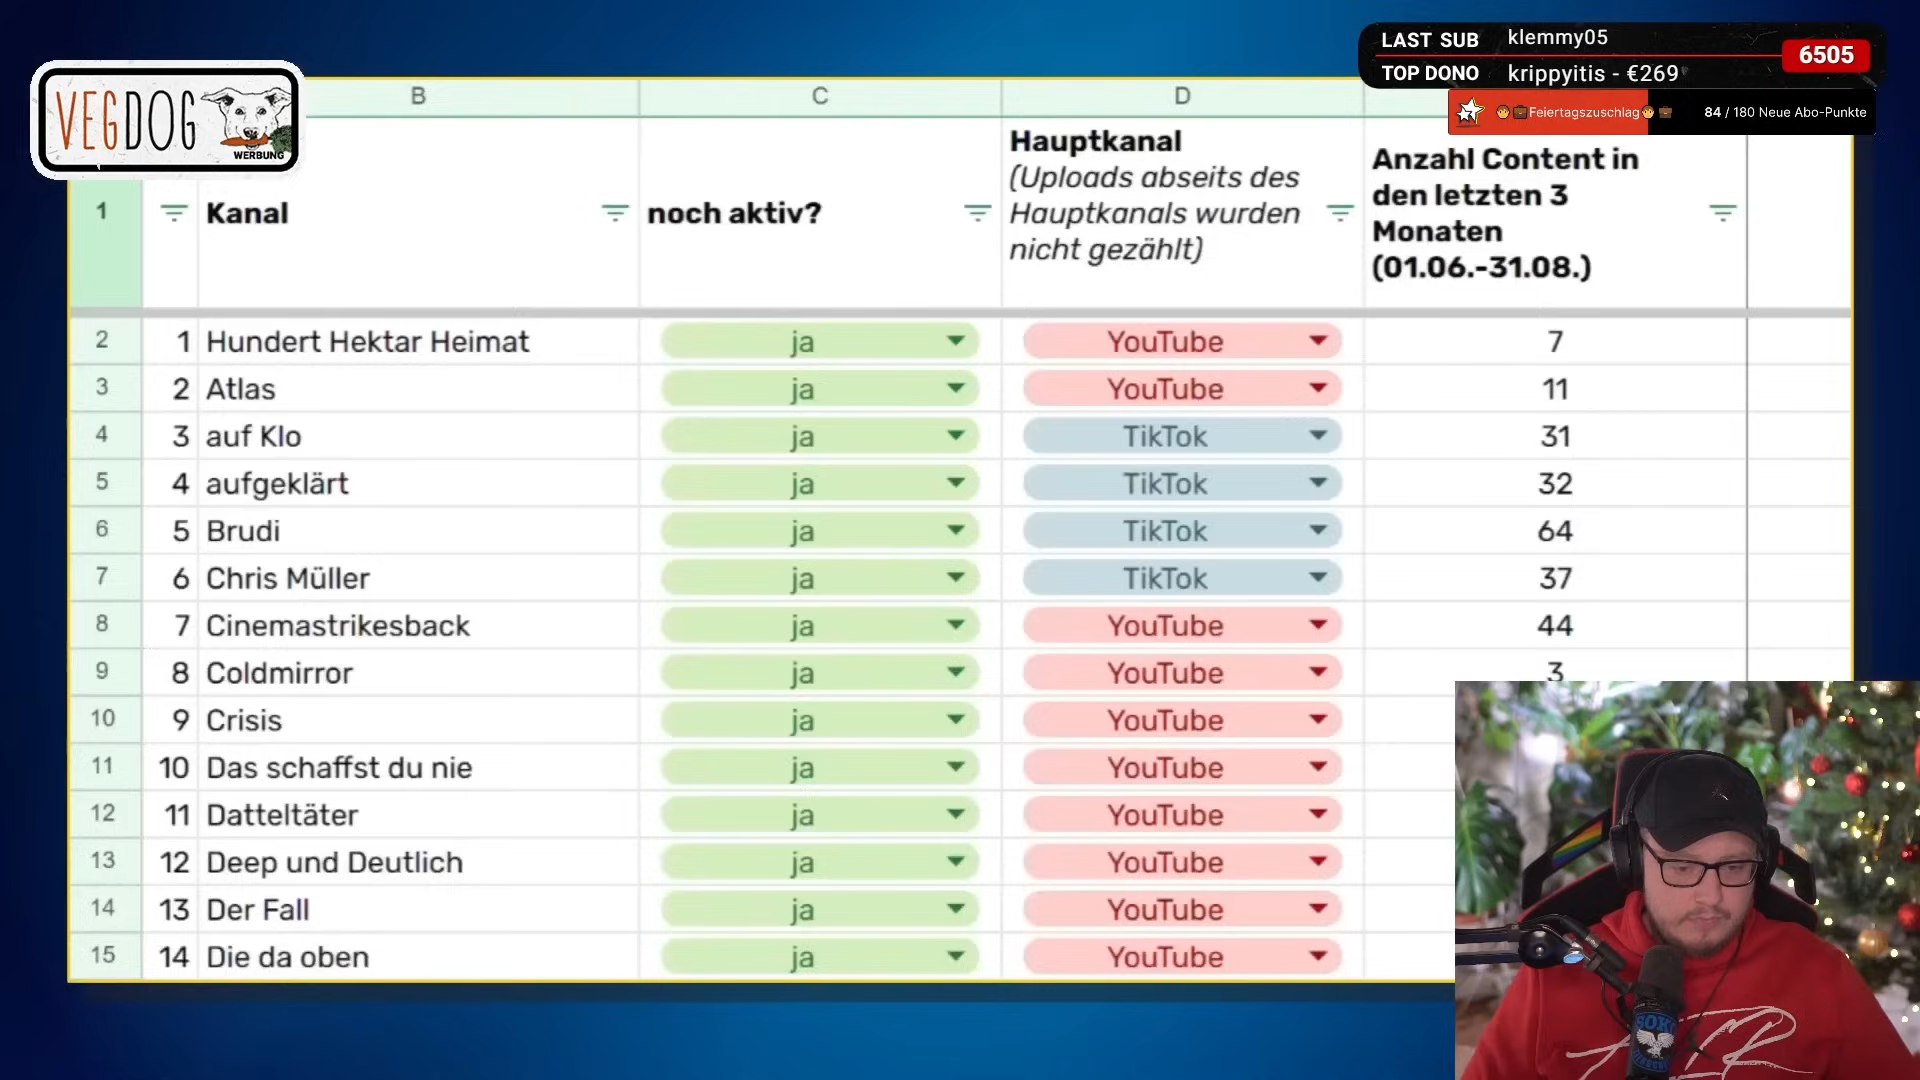 LAST SUB klemmy05
TOP DONO krippyitis - €269
6505
Feiertagszuschlag
84 / 180 Neue Abo-Punkte
VEGDOG
WERBUNG
B C D
1 Kanal noch aktiv?
Hauptkanal
(Uploads abseits des
Hauptkanals wurden
nicht gezählt)
Anzahl Content in
den letzten 3
Monaten
(01.06.-31.08.)
2 1 Hundert Hektar Heimat ja YouTube 7
3 2 Atlas ja YouTube 11
4 3 auf Klo ja TikTok 31
5 4 aufgeklärt ja TikTok 32
6 5 Brudi ja TikTok 64
7 6 Chris Müller ja TikTok 37
8 7 Cinemastrikesback ja YouTube 44
9 8 Coldmirror ja YouTube 3
10 9 Crisis ja YouTube
11 10 Das schaffst du nie ja YouTube
12 11 Datteltäter ja YouTube
13 12 Deep und Deutlich ja YouTube
14 13 Der Fall ja YouTube
15 14 Die da oben ja YouTube